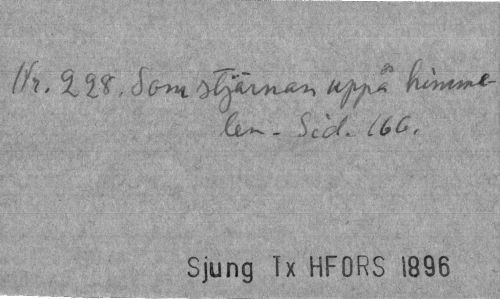 Nr. 228. Som stjärnan uppå himme-
len - Sid. 166.
Sjung Tx HFORS 1896